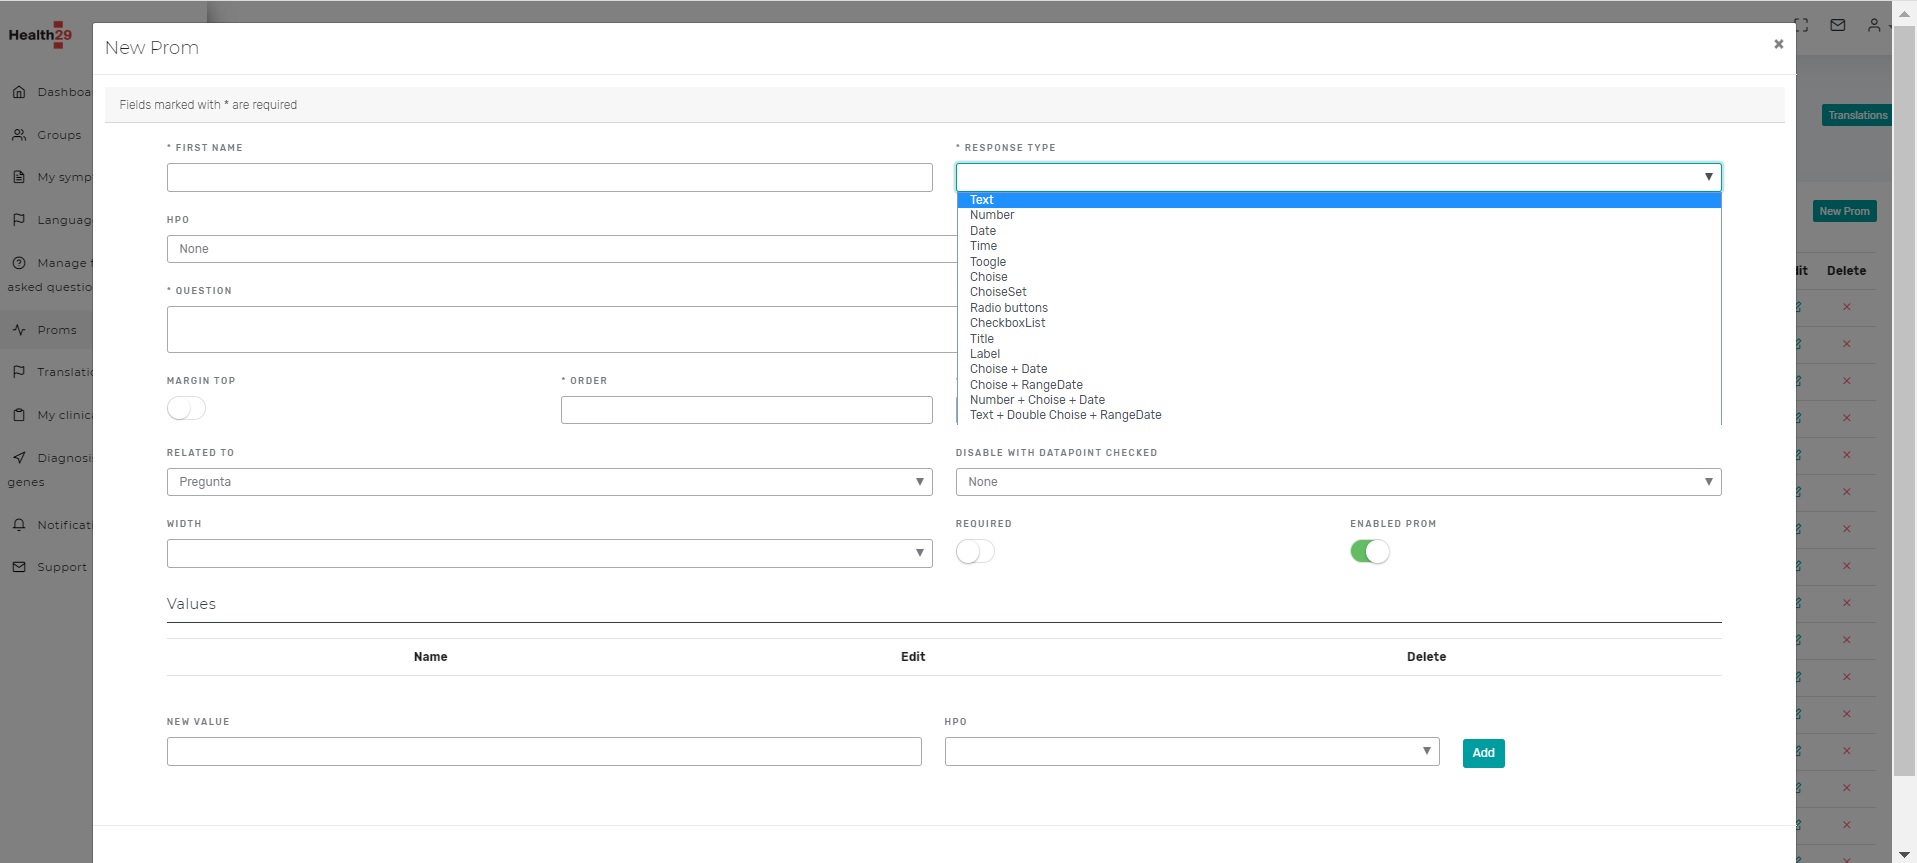 Health29
New Prom
×
Dashboa
Groups
My symp
Languag
Manage f
asked questio
Proms
Translatio
My clinica
Diagnosi
genes
Notificati
Support
Translations
New Prom
dit Delete
Fields marked with * are required
* FIRST NAME
* RESPONSE TYPE
Text
Number
Date
Time
Toogle
Choise
ChoiseSet
Radio buttons
CheckboxList
Title
Label
Choise + Date
Choise + RangeDate
Number + Choise + Date
Text + Double Choise + RangeDate
HPO
None
* QUESTION
MARGIN TOP
* ORDER
RELATED TO
Pregunta
DISABLE WITH DATAPOINT CHECKED
None
WIDTH
REQUIRED
ENABLED PROM
Values
Name Edit Delete
NEW VALUE
HPO
Add